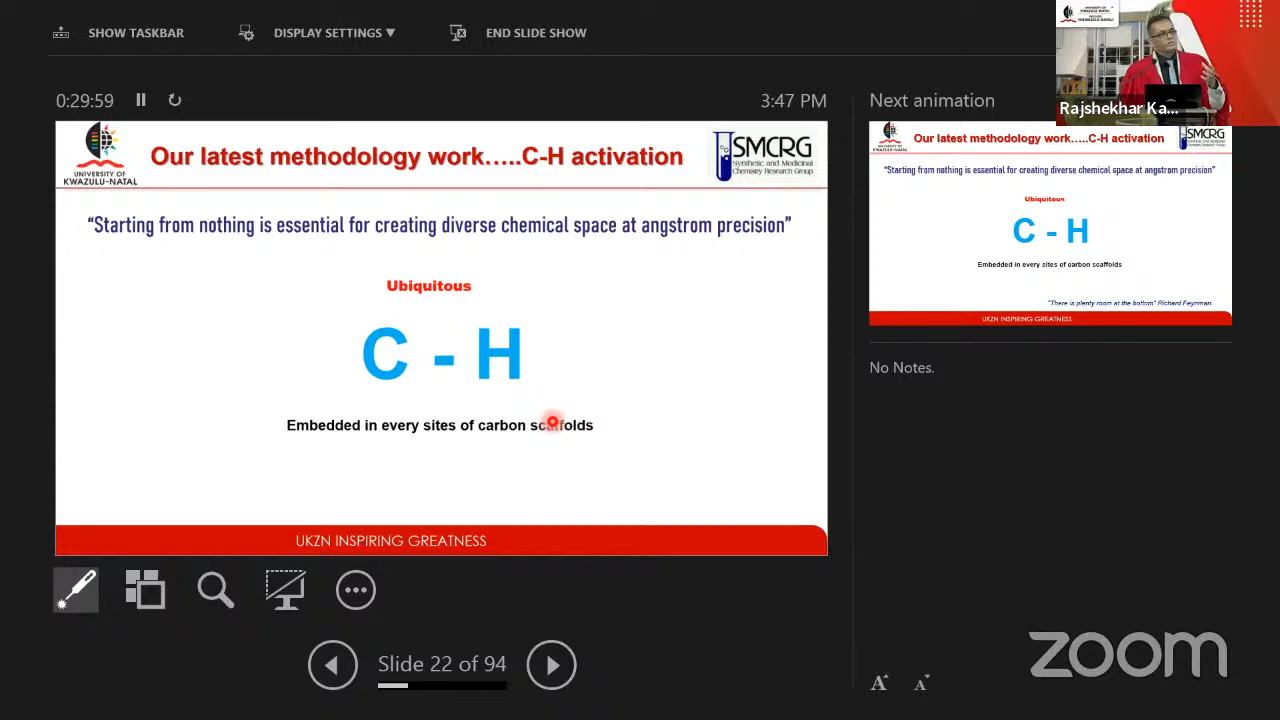 SHOW TASKBAR
DISPLAY SETTINGS ▼
END SLIDE SHOW
Rajshekhar Ka...
0:29:59
3:47 PM
Next animation
UNIVERSITY OF
KWAZULU-NATAL
Our latest methodology work…..C-H activation
SMCRG
Synthetic and Medicinal
Chemistry Research Group
“Starting from nothing is essential for creating diverse chemical space at angstrom precision”
Ubiquitous
C - H
Embedded in every sites of carbon scaffolds
UKZN INSPIRING GREATNESS
Our latest methodology work…..C-H activation
SMCRG
“Starting from nothing is essential for creating diverse chemical space at angstrom precision”
Ubiquitous
C - H
Embedded in every sites of carbon scaffolds
“There is plenty room at the bottom” Richard Feynman
UKZN INSPIRING GREATNESS
No Notes.
Slide 22 of 94
A A
zoom